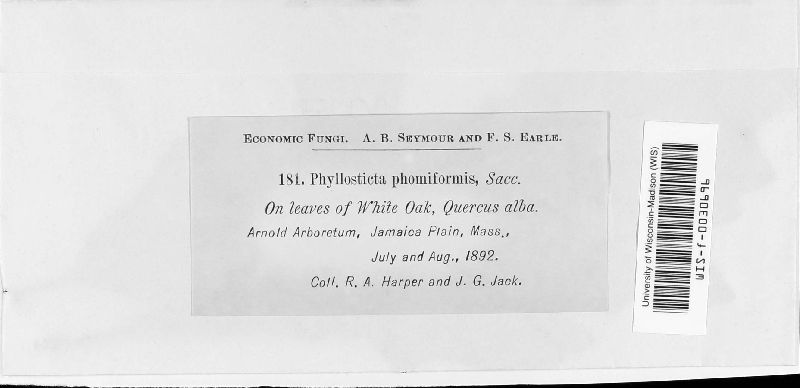 ECONOMIC FUNGI. A. B. SEYMOUR AND F. S. EARLE.
181. Phyllosticta phomiformis, Sacc.
On leaves of White Oak, Quercus alba.
Arnold Arboretum, Jamaica Plain, Mass.,
July and Aug., 1892.
Coll. R. A. Harper and J. G. Jack.
University of Wisconsin-Madison (WIS)
WIS-f-0030696